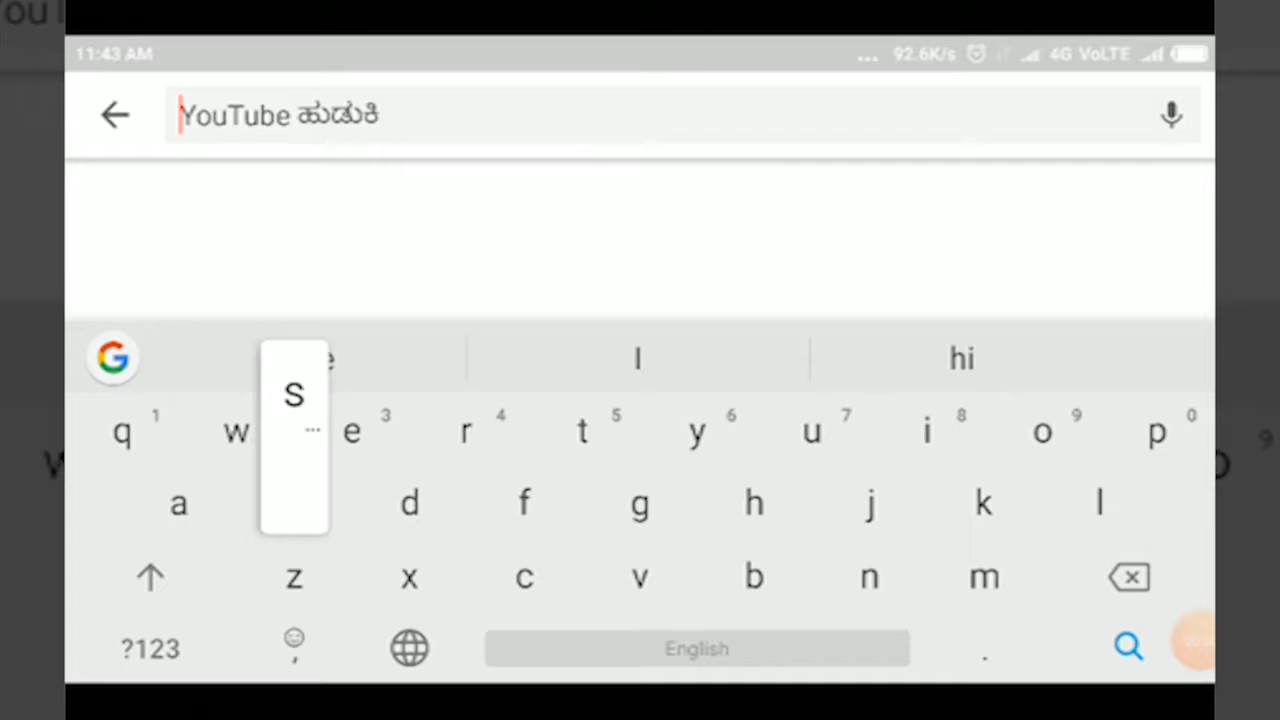 11:43 AM ... 92.6K/s 4G VoLTE
YouTube ಹುಡುಕಿ
I hi
q 1 w e 3 r 4 t 5 y 6 u 7 i 8 o 9 p 0
S ...
a d f g h j k l
z x c v b n m
?123 , English .